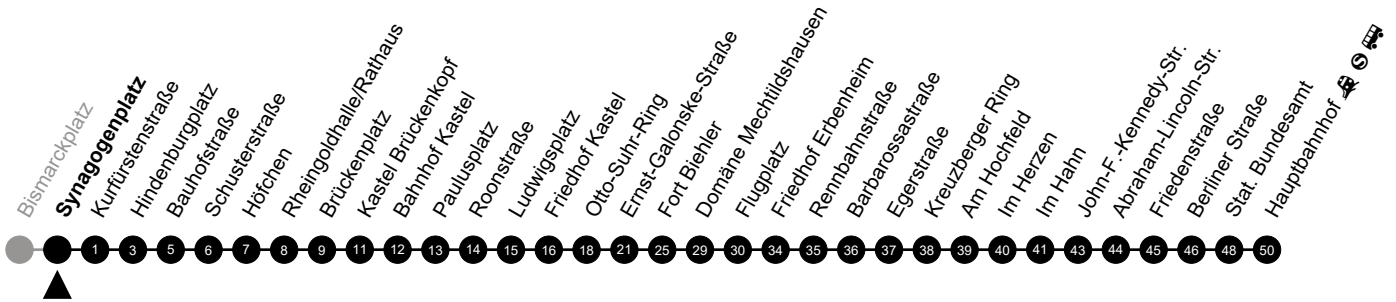 Bismarckplatz
Synagogenplatz
Kurfürstenstraße
Hindenburgplatz
Bauhofstraße
Schusterstraße
Höfchen
Rheingoldhalle/Rathaus
Brückenplatz
Kastel Brückenkopf
Bahnhof Kastel
Paulusplatz
Roonstraße
Ludwigsplatz
Friedhof Kastel
Otto-Suhr-Ring
Ernst-Galonske-Straße
Fort Biehler
Domäne Mechtildshausen
Flugplatz
Friedhof Erbenheim
Rennbahnstraße
Barbarossastraße
Egerstraße
Kreuzberger Ring
Am Hochfeld
Im Herzen
Im Hahn
John-F.-Kennedy-Str.
Abraham-Lincoln-Str.
Friedenstraße
Berliner Straße
Stat. Bundesamt
Hauptbahnhof S
1 3 5 6 7 8 9 11 12 13 14 15 16 18 21 25 29 30 34 35 36 37 38 39 40 41 43 44 45 46 48 50